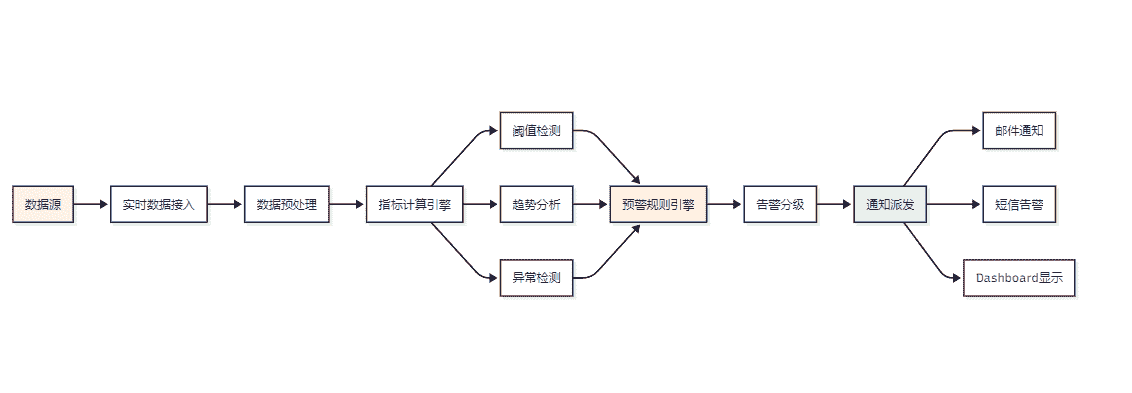 数据源
实时数据接入
数据预处理
指标计算引擎
阈值检测
趋势分析
异常检测
预警规则引擎
告警分级
通知派发
邮件通知
短信告警
Dashboard显示